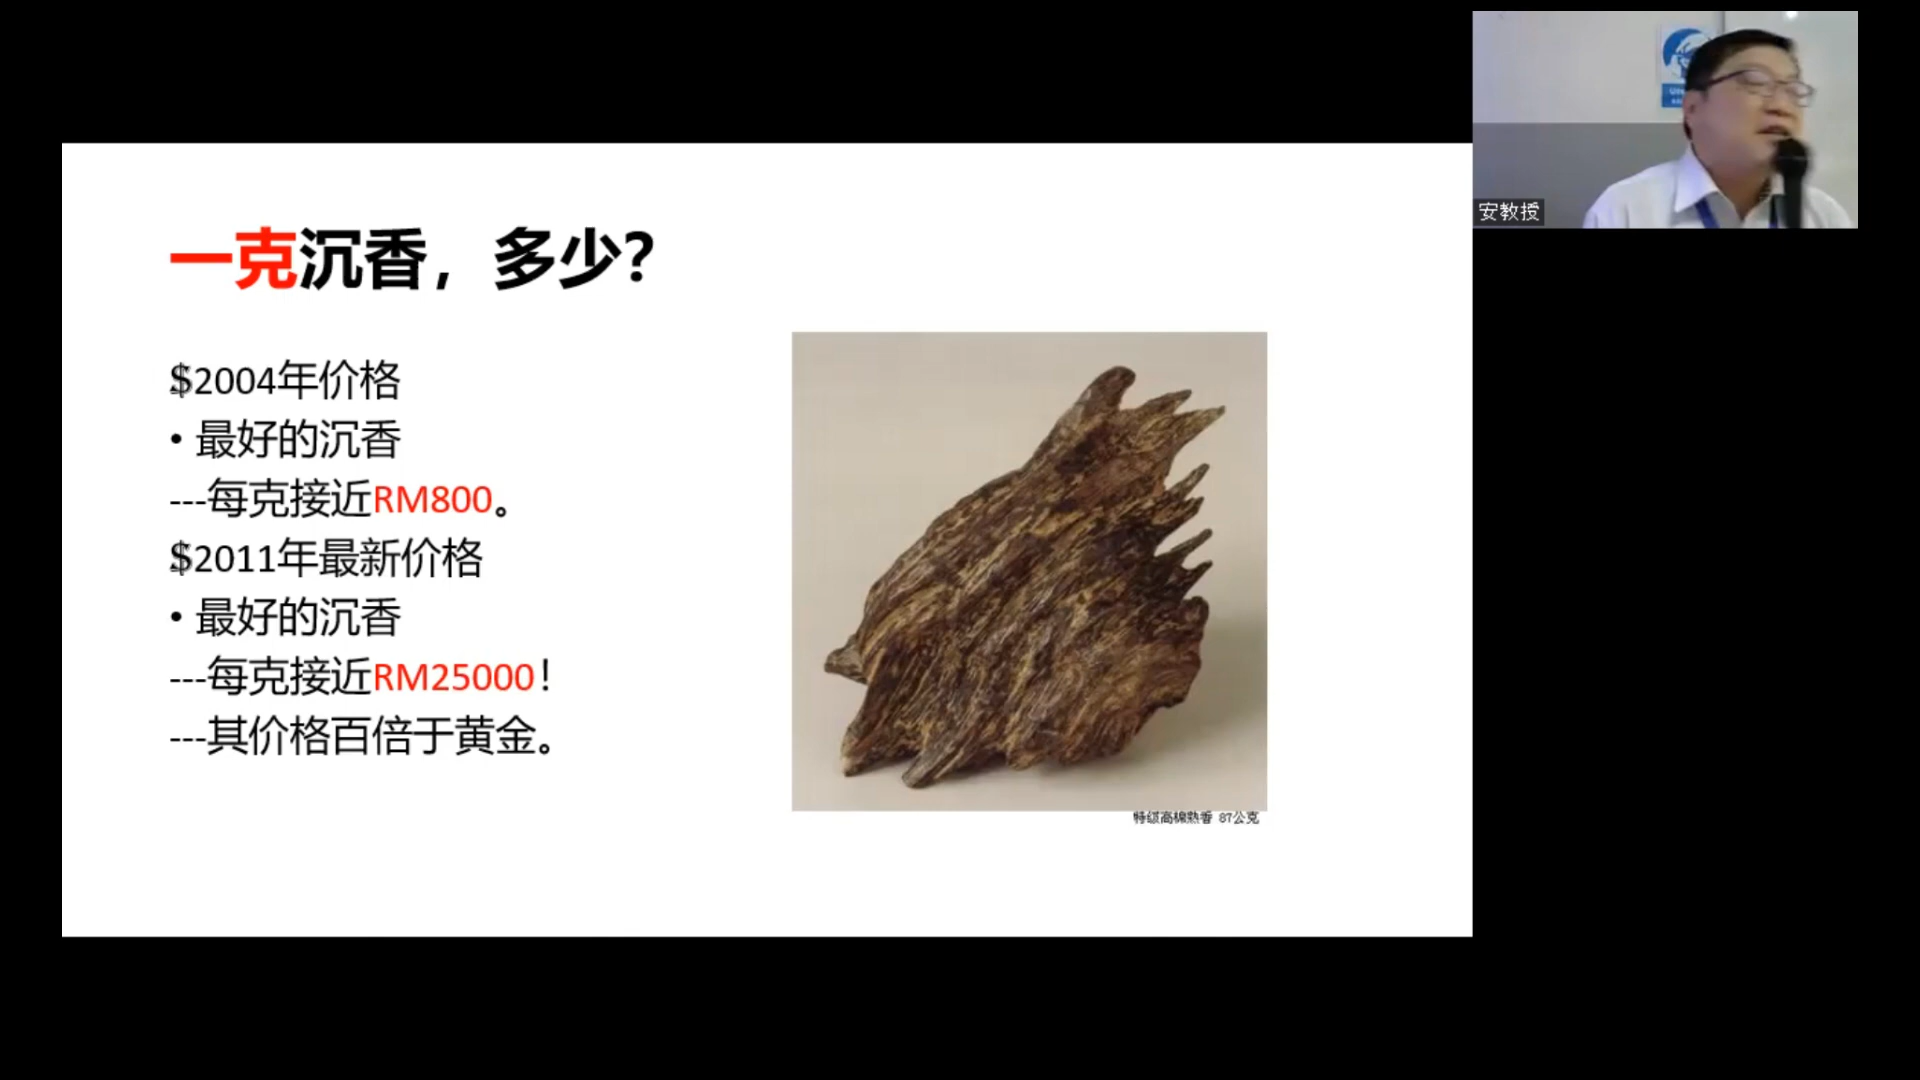 一克沉香，多少？
$2004年价格
• 最好的沉香
---每克接近RM800。
$2011年最新价格
• 最好的沉香
---每克接近RM25000！
---其价格百倍于黄金。
特级高棉熟香 87公克
安教授